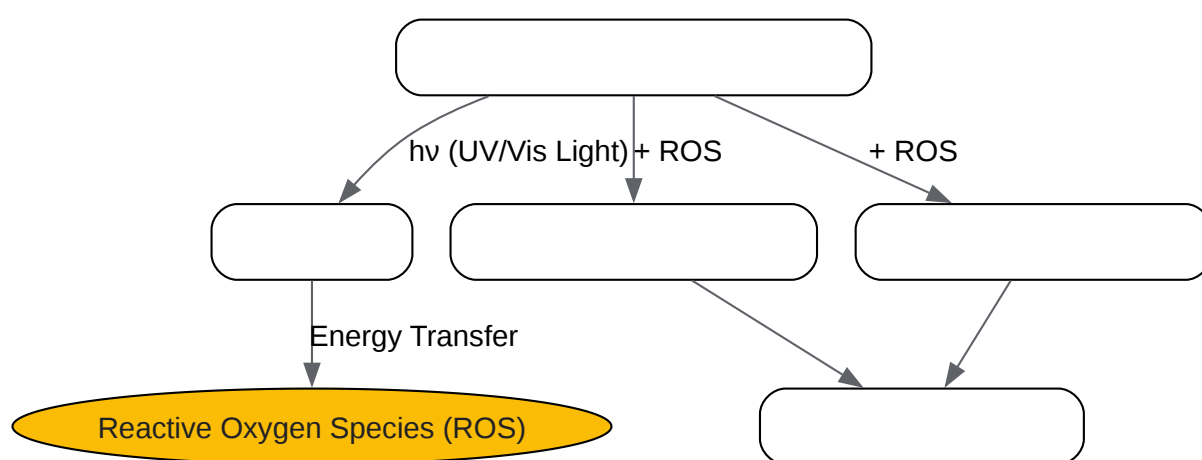 hν (UV/Vis Light)
+ ROS
+ ROS
Energy Transfer
Reactive Oxygen Species (ROS)